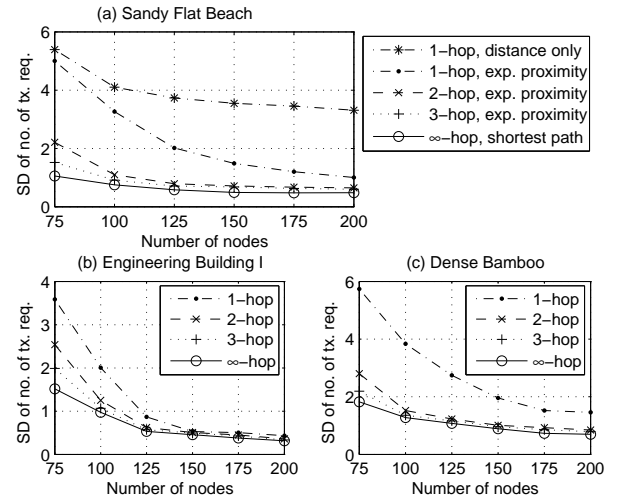 (a) Sandy Flat Beach
6
4
2
0
SD of no. of tx. req.
75 100 125 150 175 200
Number of nodes
1-hop, distance only
1-hop, exp. proximity
2-hop, exp. proximity
3-hop, exp. proximity
∞-hop, shortest path
(b) Engineering Building I
4
3
2
1
0
SD of no. of tx. req.
75 100 125 150 175 200
Number of nodes
1-hop
2-hop
3-hop
∞-hop
(c) Dense Bamboo
6
4
2
0
SD of no. of tx. req.
75 100 125 150 175 200
Number of nodes
1-hop
2-hop
3-hop
∞-hop